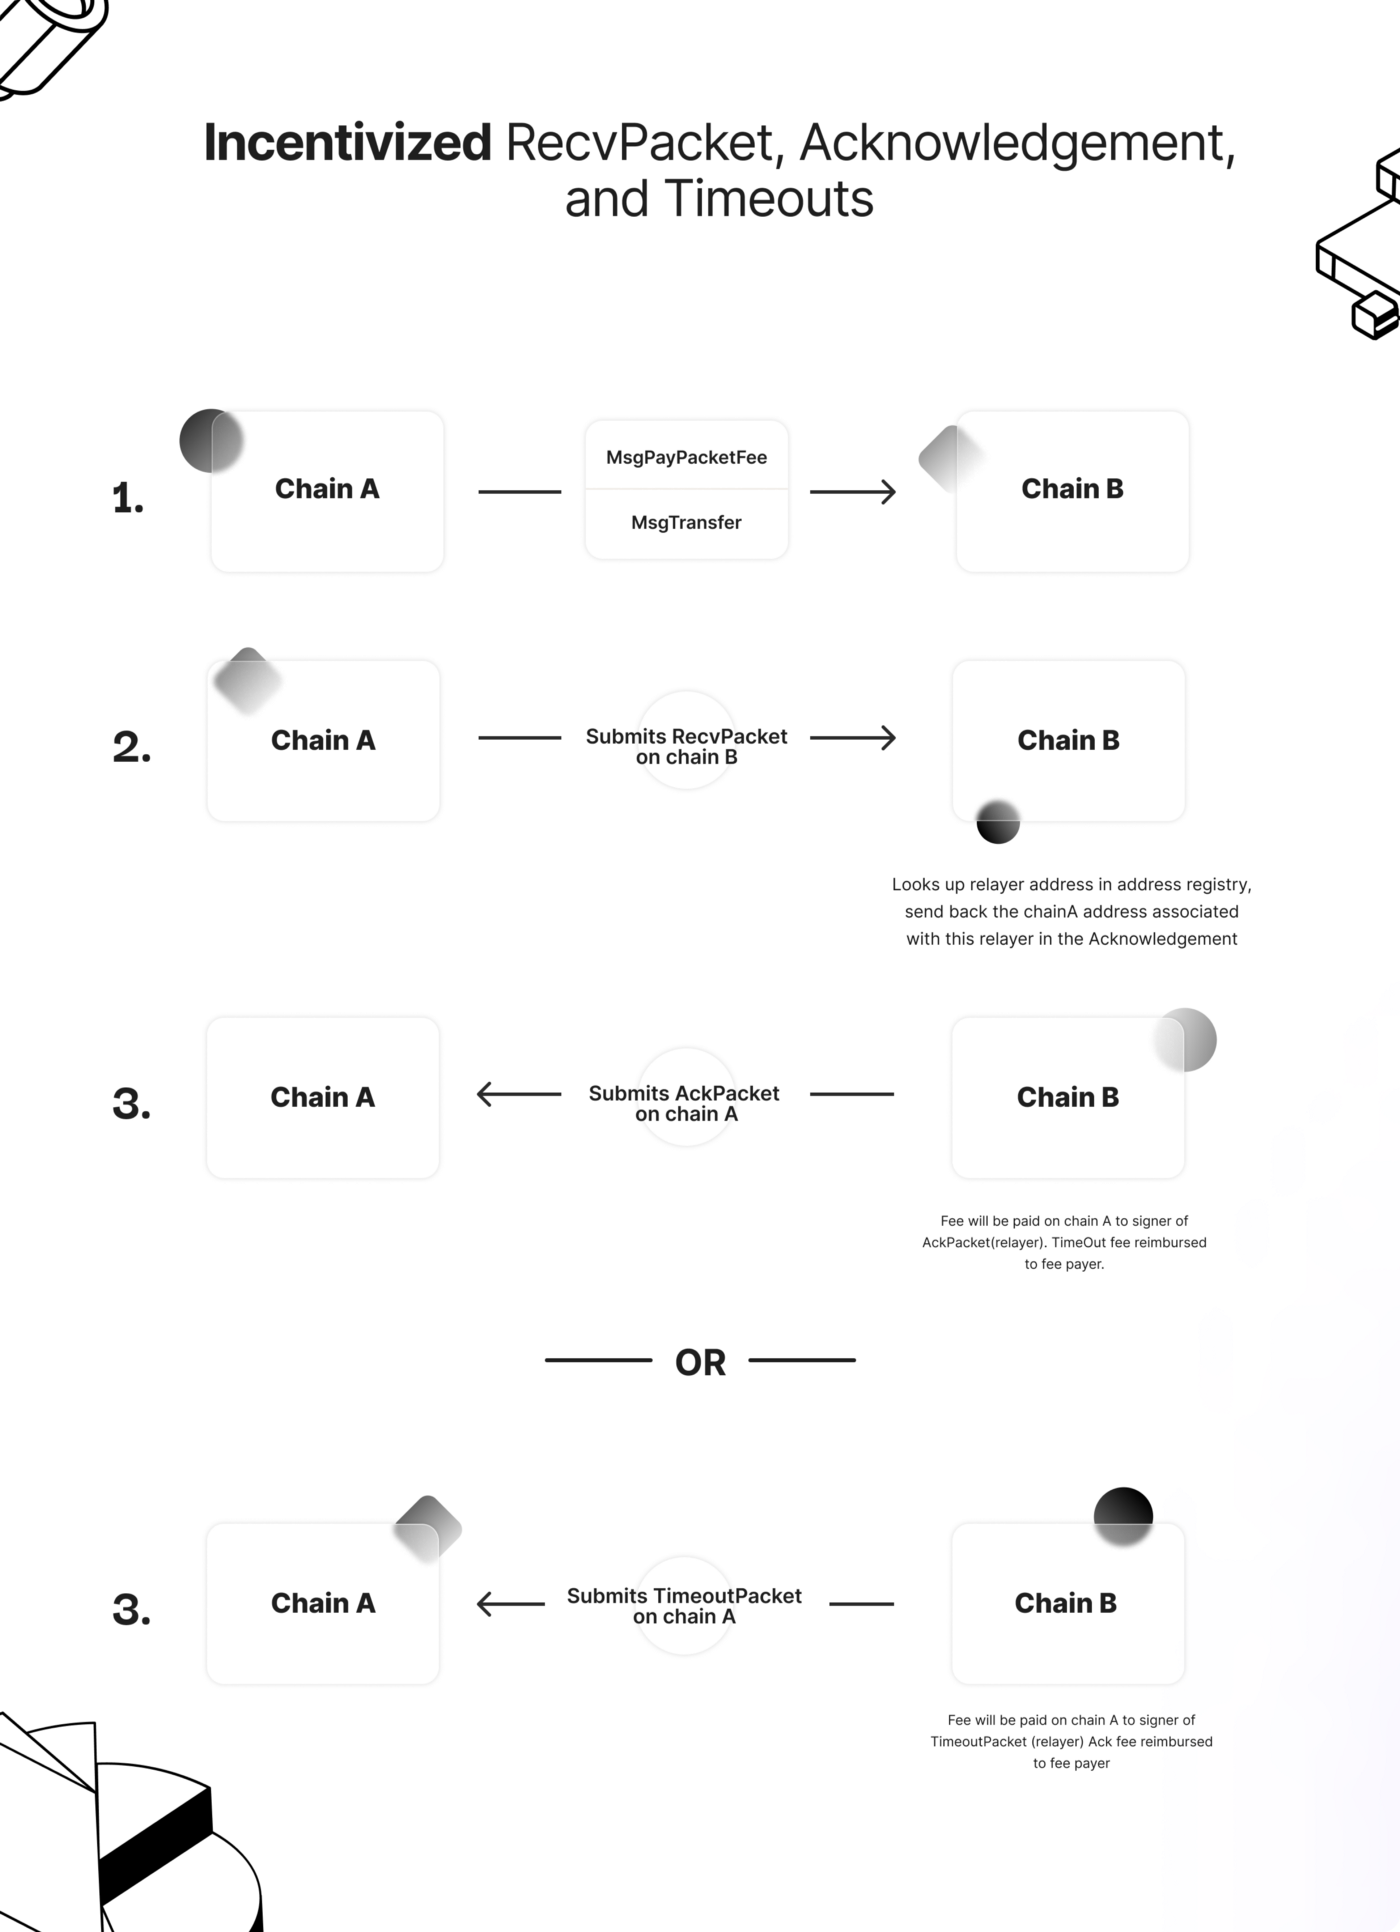 Incentivized RecvPacket, Acknowledgement,
and Timeouts
1.
Chain A
MsgPayPacketFee
MsgTransfer
Chain B
2.
Chain A
Submits RecvPacket
on chain B
Chain B
Looks up relayer address in address registry,
send back the chainA address associated
with this relayer in the Acknowledgement
3.
Chain A
Submits AckPacket
on chain A
Chain B
Fee will be paid on chain A to signer of
AckPacket(relayer). TimeOut fee reimbursed
to fee payer.
OR
3.
Chain A
Submits TimeoutPacket
on chain A
Chain B
Fee will be paid on chain A to signer of
TimeoutPacket (relayer) Ack fee reimbursed
to fee payer